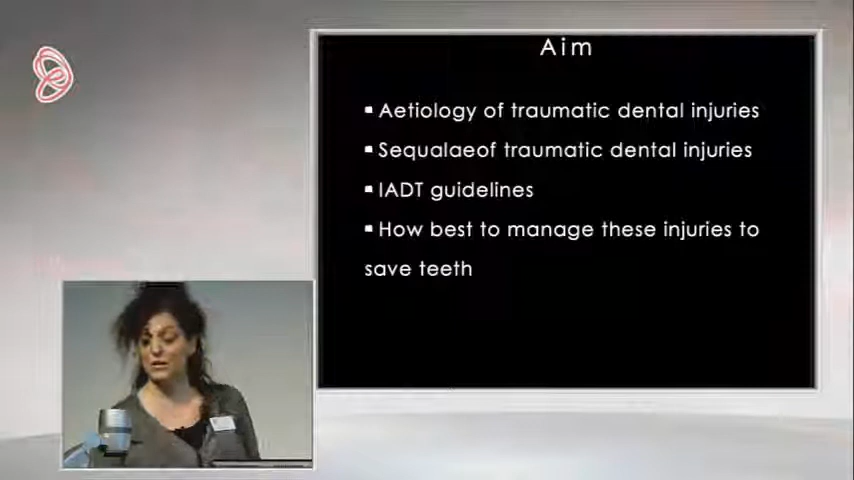 Aim
▪ Aetiology of traumatic dental injuries
▪ Sequalaeof traumatic dental injuries
▪ IADT guidelines
▪ How best to manage these injuries to
save teeth